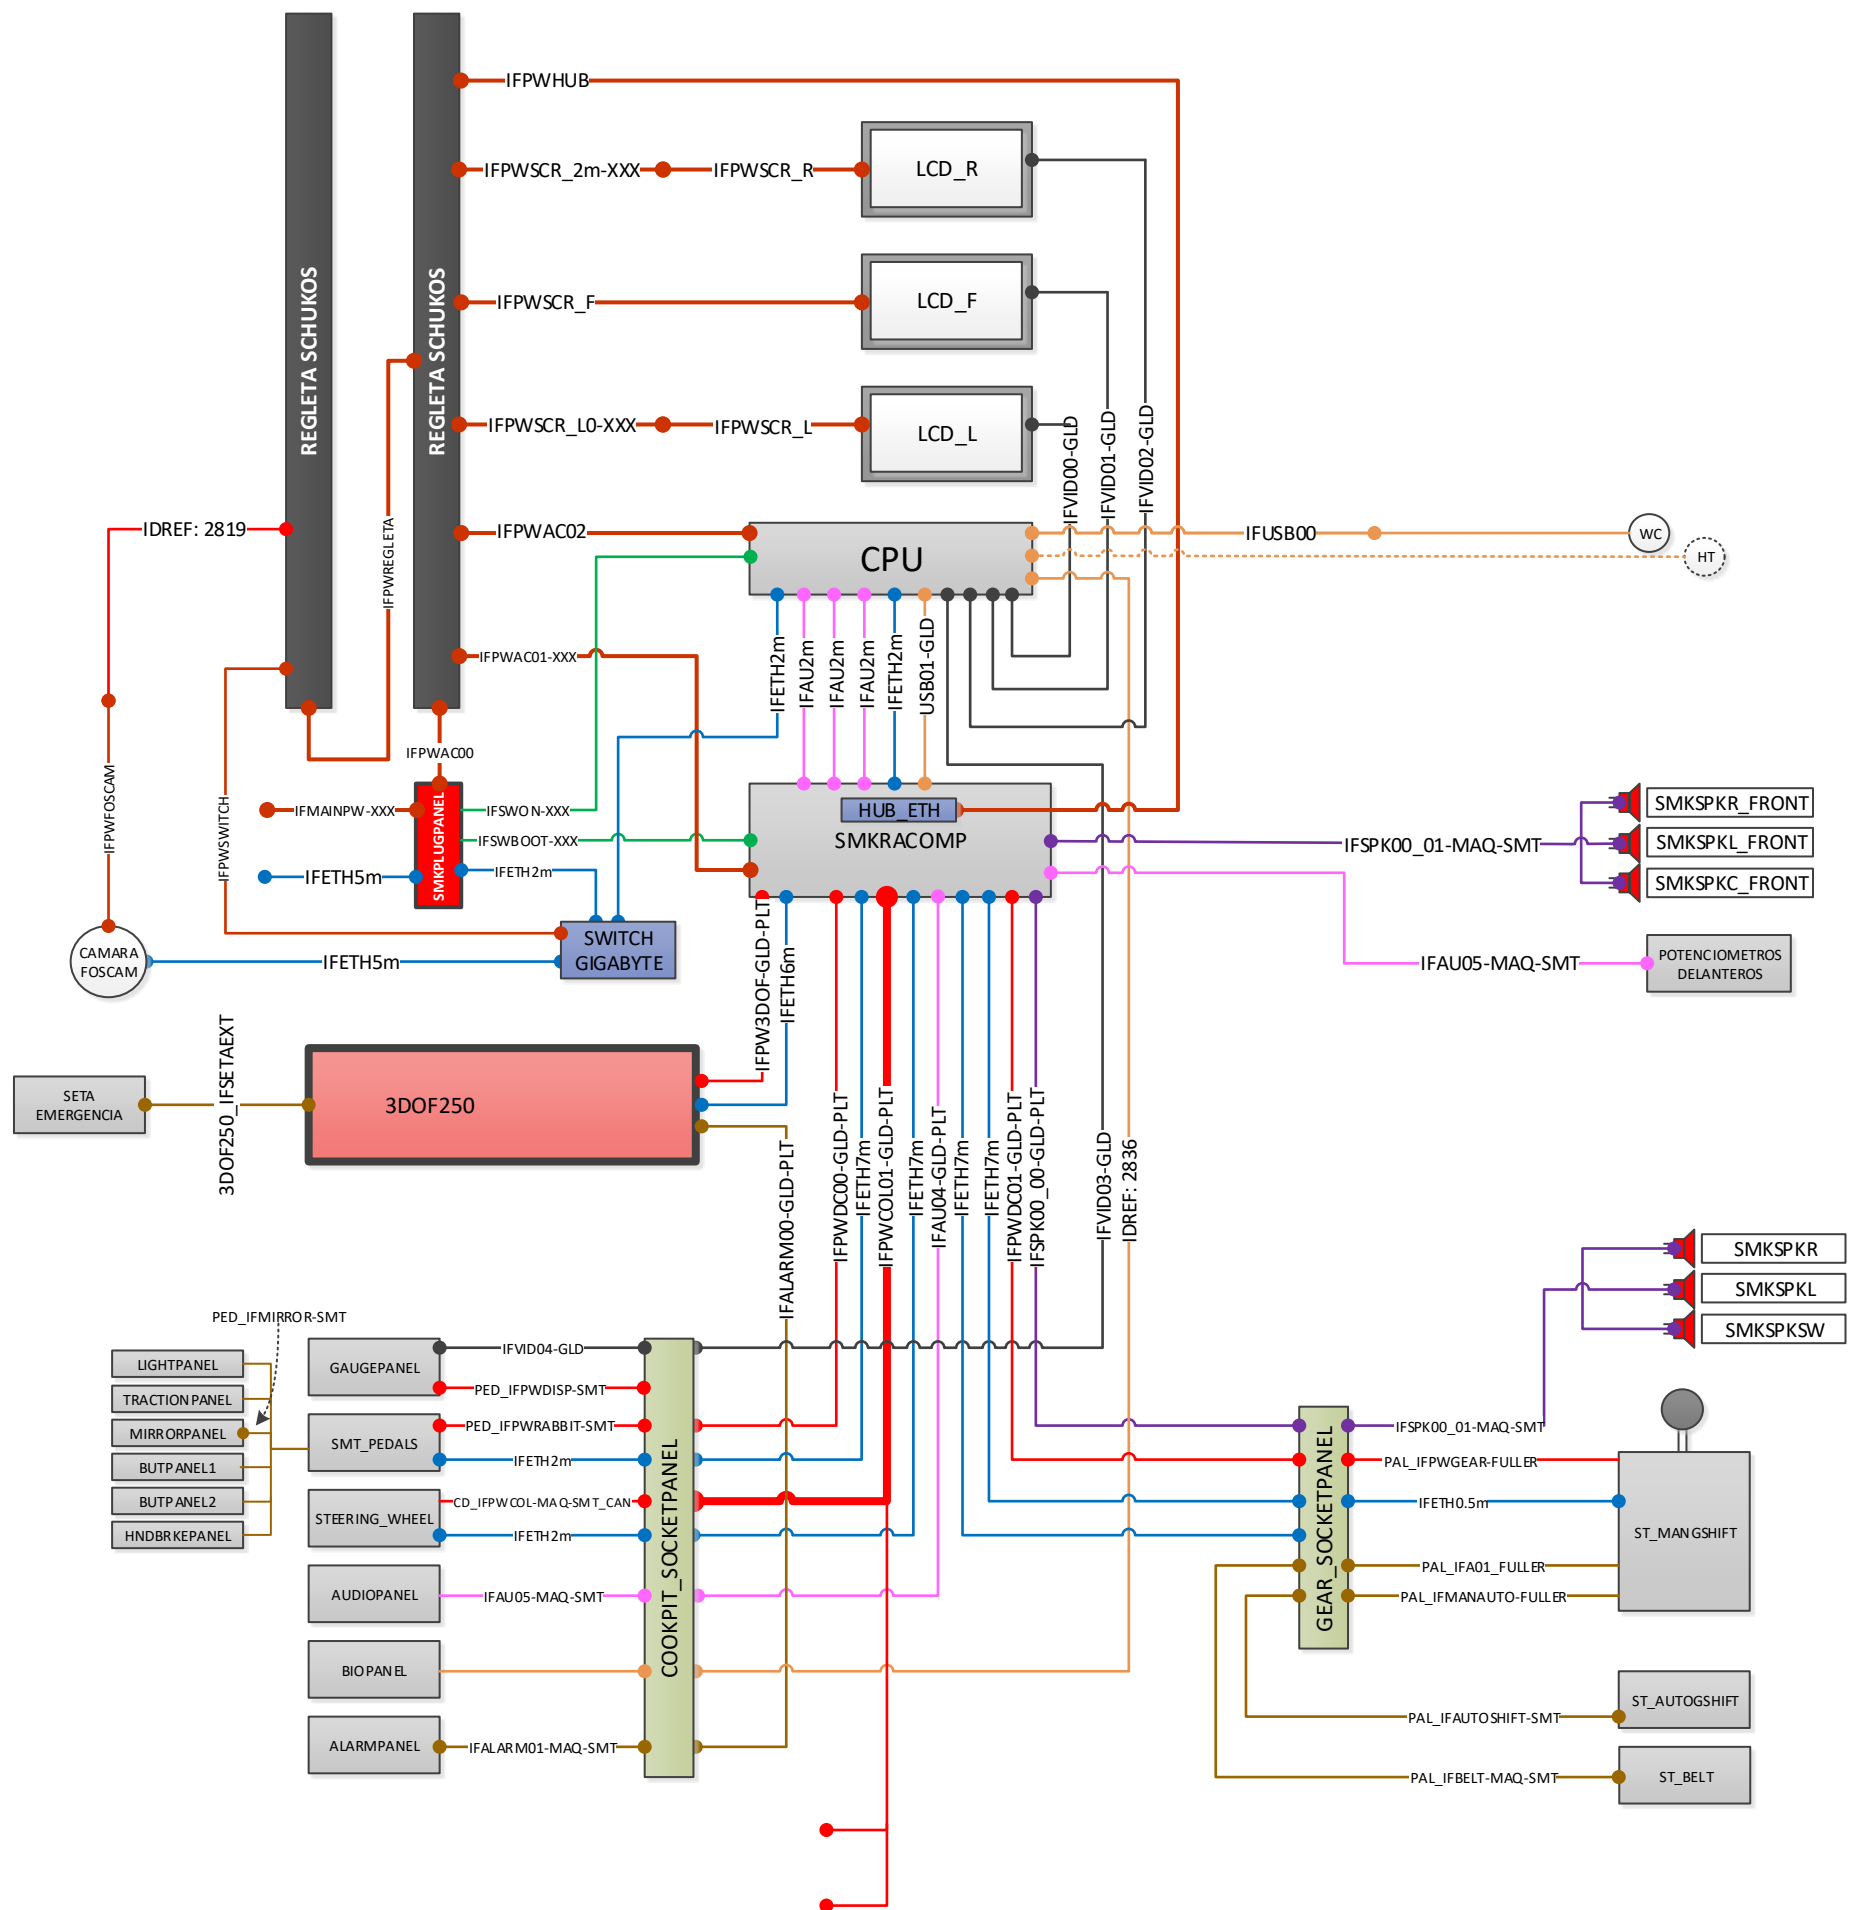 IFPWHUB
IFPWSCR_2m-XXX
IFPWSCR_R
LCD_R
REGLETA SCHUKOS
REGLETA SCHUKOS
IFPWSCR_F
LCD_F
IFPWSCR_L0-XXX
IFPWSCR_L
LCD_L
IFVID00-GLD
IFVID01-GLD
IFVID02-GLD
IDREF: 2819
IFPWREGLETA
IFPWAC02
CPU
IFUSB00
WC
HT
IFPWAC01-XXX
IFETH2m
IFAU2m
IFAU2m
IFAU2m
IFETH2m
USB01-GLD
IFPWAC00
IFPWFOSCAM
IFPWSWITCH
IFMAINPW-XXX
SMKPLUGPANEL
IFSWON-XXX
IFSWBOOT-XXX
IFETH5m
IFETH2m
HUB_ETH
SMKRACOMP
IFSPK00_01-MAQ-SMT
SMKSPKR_FRONT
SMKSPKL_FRONT
SMKSPKC_FRONT
CAMARA
FOSCAM
IFETH5m
SWITCH
GIGABYTE
IFAU05-MAQ-SMT
POTENCIOMETROS
DELANTEROS
IFPW3DOF-GLD-PLT
IFETH6m
SETA
EMERGENCIA
3DOF250_IFSETAEXT
3DOF250
IFALARM00-GLD-PLT
IFPWDC00-GLD-PLT
IFETH7m
IFPWCOL01-GLD-PLT
IFETH7m
IFAU04-GLD-PLT
IFETH7m
IFETH7m
IFPWDC01-GLD-PLT
IFSPK00_00-GLD-PLT
IFVID03-GLD
IDREF: 2836
SMKSPKR
SMKSPKL
SMKSPKSW
PED_IFMIRROR-SMT
LIGHTPANEL
TRACTIONPANEL
MIRRORPANEL
BUTPANEL1
BUTPANEL2
HNDBRKEPANEL
GAUGEPANEL
IFVID04-GLD
PED_IFPWDISP-SMT
SMT_PEDALS
PED_IFPWRABBIT-SMT
IFETH2m
STEERING_WHEEL
CD_IFPWCOL-MAQ-SMT_CAN
IFETH2m
AUDIOPANEL
IFAU05-MAQ-SMT
BIOPANEL
ALARMPANEL
IFALARM01-MAQ-SMT
COOKPIT_SOCKETPANEL
GEAR_SOCKETPANEL
IFSPK00_01-MAQ-SMT
PAL_IFPWGEAR-FULLER
IFETH0.5m
ST_MANGSHIFT
PAL_IFA01_FULLER
PAL_IFMANAUTO-FULLER
PAL_IFAUTOSHIFT-SMT
ST_AUTOGSHIFT
PAL_IFBELT-MAQ-SMT
ST_BELT